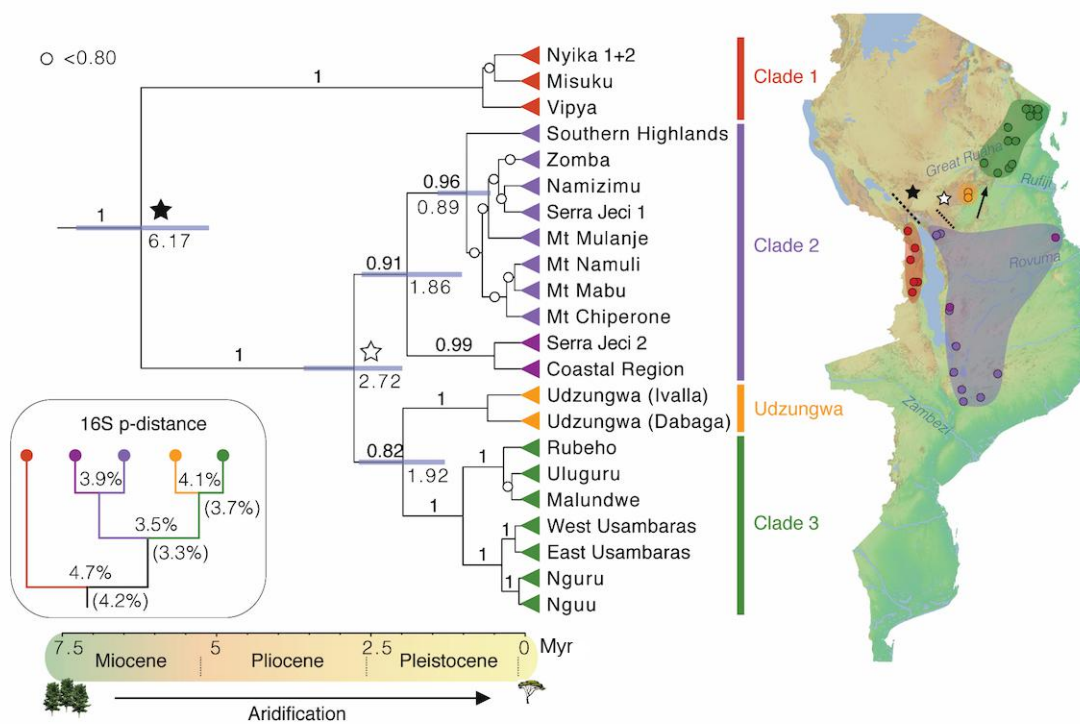 <0.80
Nyika 1+2
Misuku
Vipya
Southern Highlands
Zomba
Namizimu
Serra Jeci 1
Mt Mulanje
Mt Namuli
Mt Mabu
Mt Chiperone
Serra Jeci 2
Coastal Region
Udzungwa (Ivalla)
Udzungwa (Dabaga)
Rubeho
Uluguru
Malundwe
West Usambaras
East Usambaras
Nguru
Nguu
Clade 1
Clade 2
Udzungwa
Clade 3
1
1
6.17
1
2.72
0.91
1.86
0.96
0.89
0.99
0.82
1.92
1
1
1
1
1
1
16S p-distance
3.9%
4.1%
(3.7%)
3.5%
(3.3%)
4.7%
(4.2%)
7.5 5 2.5 0 Myr
Miocene Pliocene Pleistocene
Aridification
Great Ruaha
Rufiji
Rovuma
Zambezi